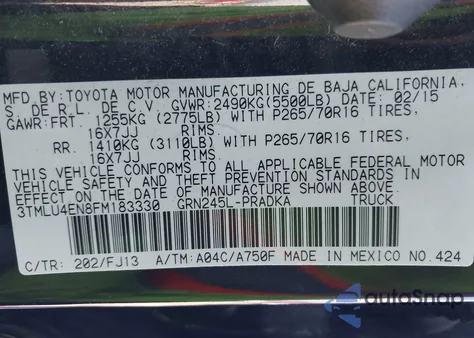 MFD.BY:TOYOTA MOTOR MANUFACTURING DE BAJA CALIFORNIA,
S. DE R.L. DE C.V. GVWR:2490KG(5500LB) DATE: 02/15
GAWR:FRT. 1255KG (2775LB) WITH P265/70R16 TIRES,
16X7JJ RIMS.
RR. 1410KG (3110LB) WITH P265/70R16 TIRES,
16X7JJ RIMS.
THIS VEHICLE CONFORMS TO ALL APPLICABLE FEDERAL MOTOR
VEHICLE SAFETY AND THEFT PREVENTION STANDARDS IN
EFFECT ON THE DATE OF MANUFACTURE SHOWN ABOVE.
3TMLU4EN8FM183330 GRN245L-PRADKA TRUCK
C/TR: 202/FJ13 A/TM: A04C/A750F MADE IN MEXICO NO.424
autoSnap